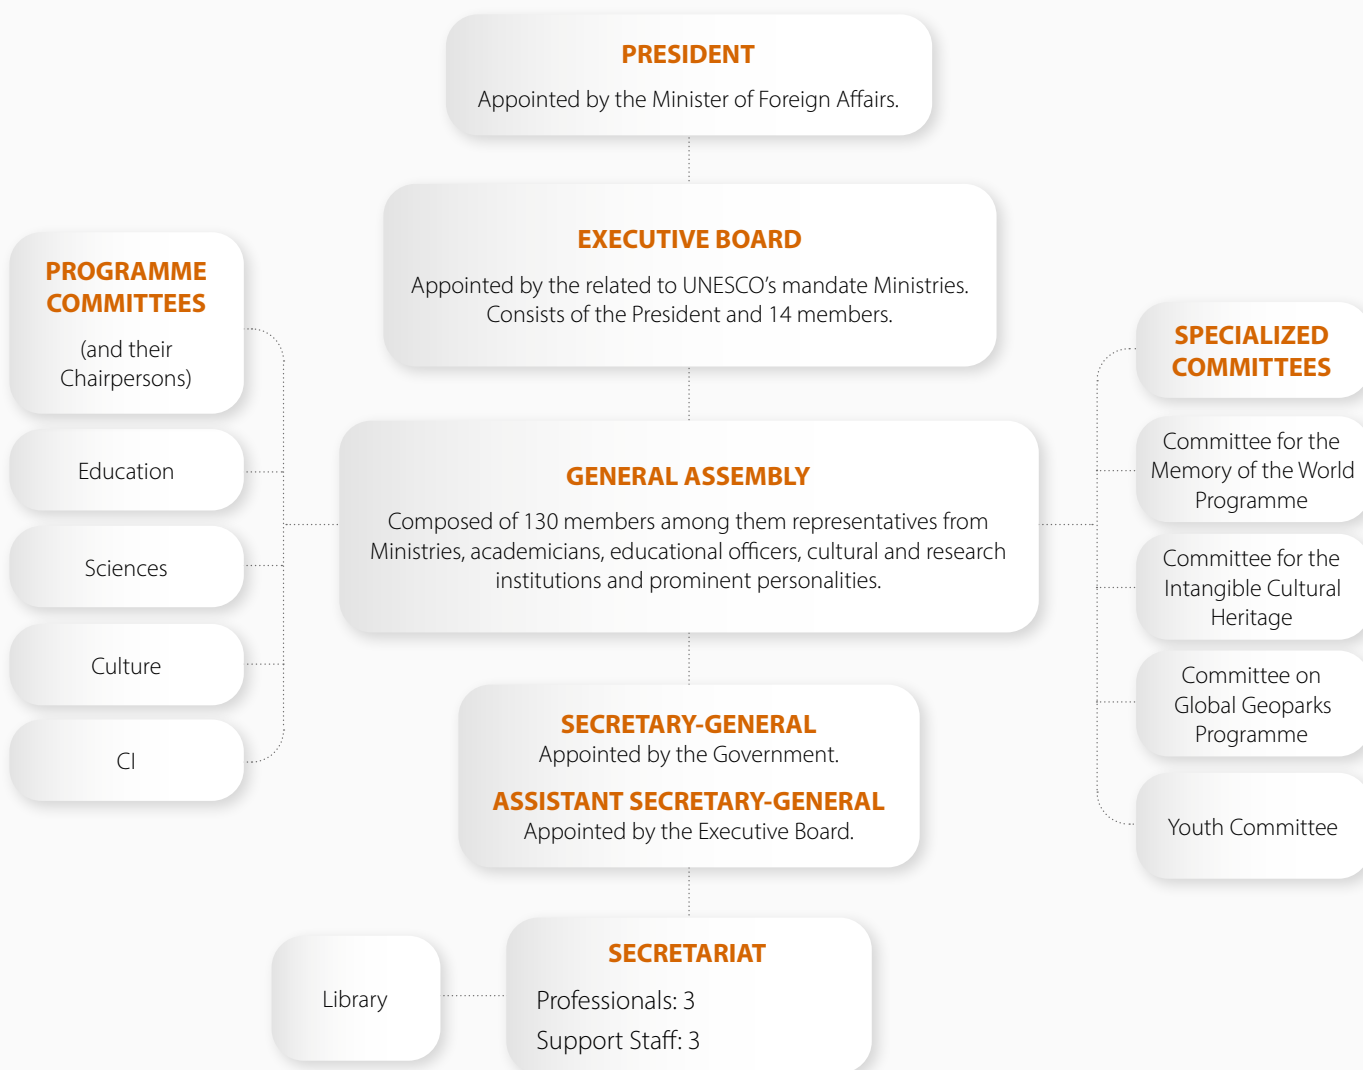 PRESIDENT
Appointed by the Minister of Foreign Affairs.
EXECUTIVE BOARD
Appointed by the related to UNESCO’s mandate Ministries.
Consists of the President and 14 members.
PROGRAMME
COMMITTEES
(and their
Chairpersons)
Education
Sciences
Culture
CI
GENERAL ASSEMBLY
Composed of 130 members among them representatives from
Ministries, academicians, educational officers, cultural and research
institutions and prominent personalities.
SPECIALIZED
COMMITTEES
Committee for the
Memory of the World
Programme
Committee for the
Intangible Cultural
Heritage
Committee on
Global Geoparks
Programme
Youth Committee
SECRETARY-GENERAL
Appointed by the Government.
ASSISTANT SECRETARY-GENERAL
Appointed by the Executive Board.
Library
SECRETARIAT
Professionals: 3
Support Staff: 3